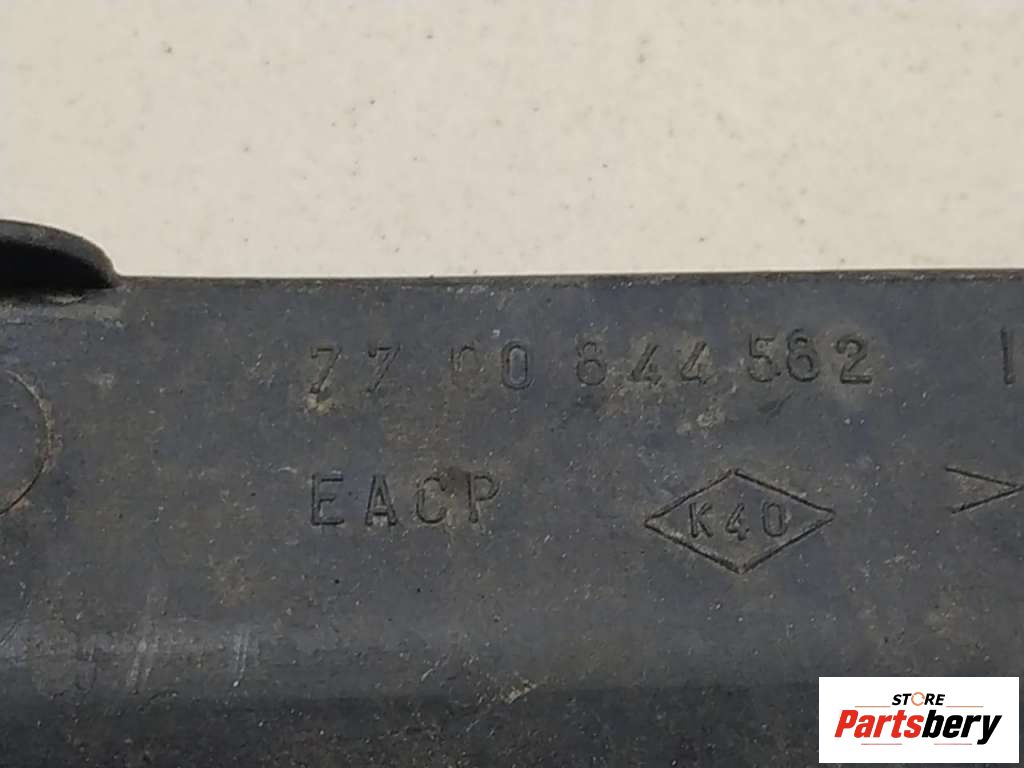 77 00 844 562 I
EACP
K40 >
STORE
Partsbery